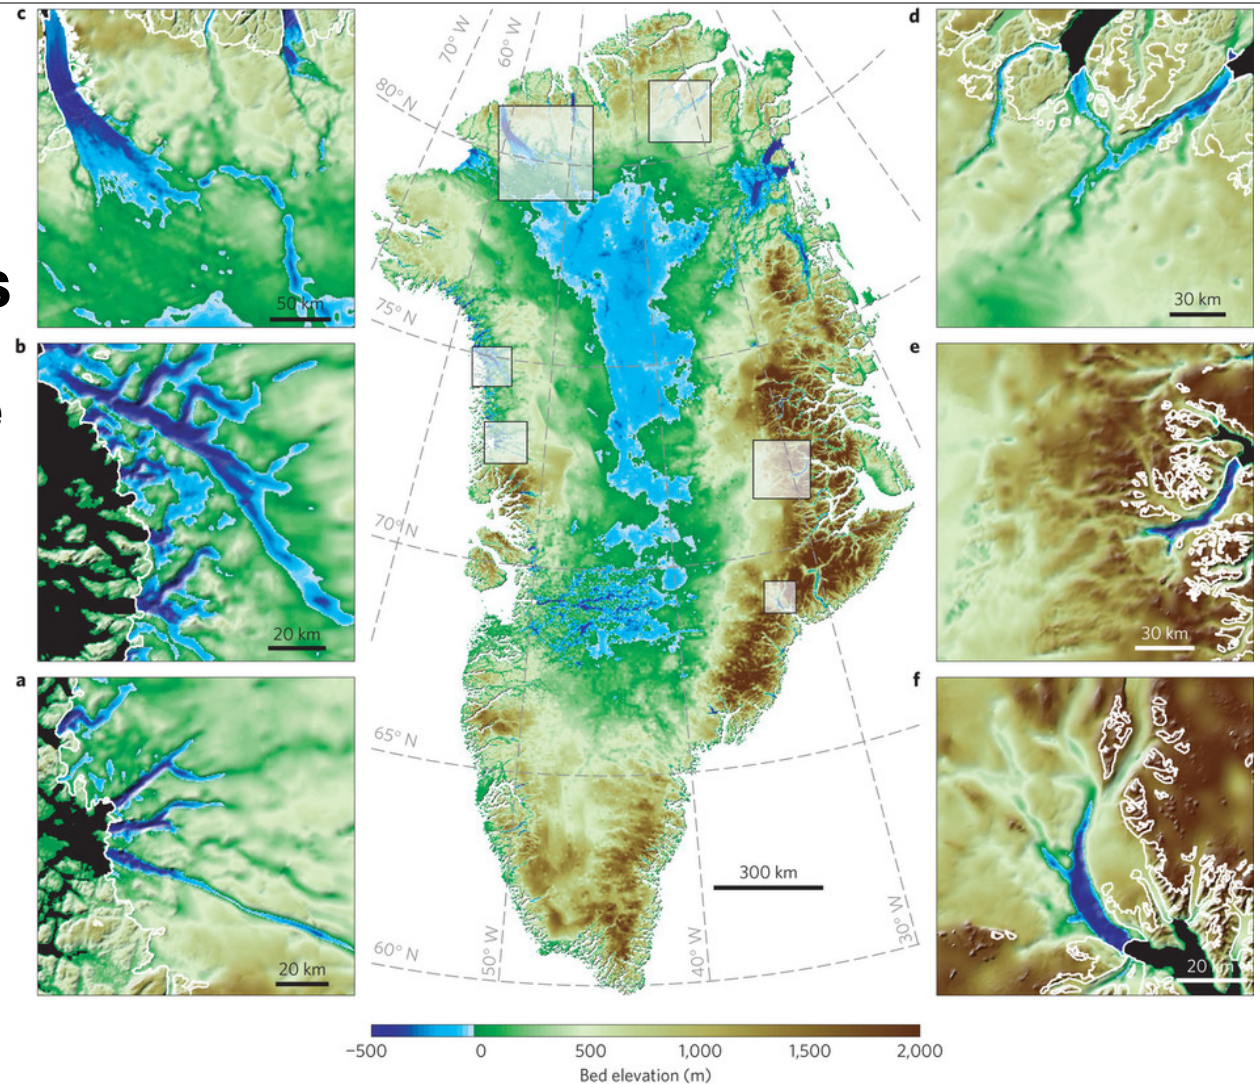 c
50 km
b
20 km
a
20 km
s
e
70° W
60° W
80° N
75° N
70° N
65° N
60° N
50° W
40° W
30° W
300 km
d
30 km
e
30 km
f
20 km
−500 0 500 1,000 1,500 2,000
Bed elevation (m)